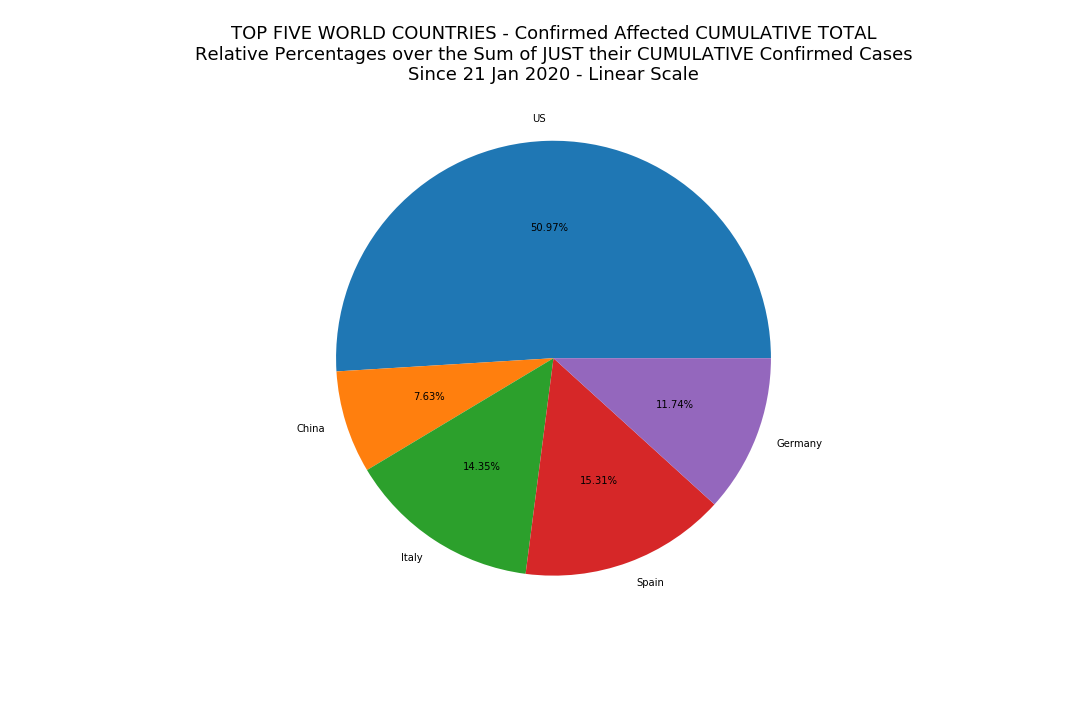 TOP FIVE WORLD COUNTRIES - Confirmed Affected CUMULATIVE TOTAL
Relative Percentages over the Sum of JUST their CUMULATIVE Confirmed Cases
Since 21 Jan 2020 - Linear Scale
US
50.97%
7.63%
11.74%
China
Germany
14.35%
15.31%
Italy
Spain